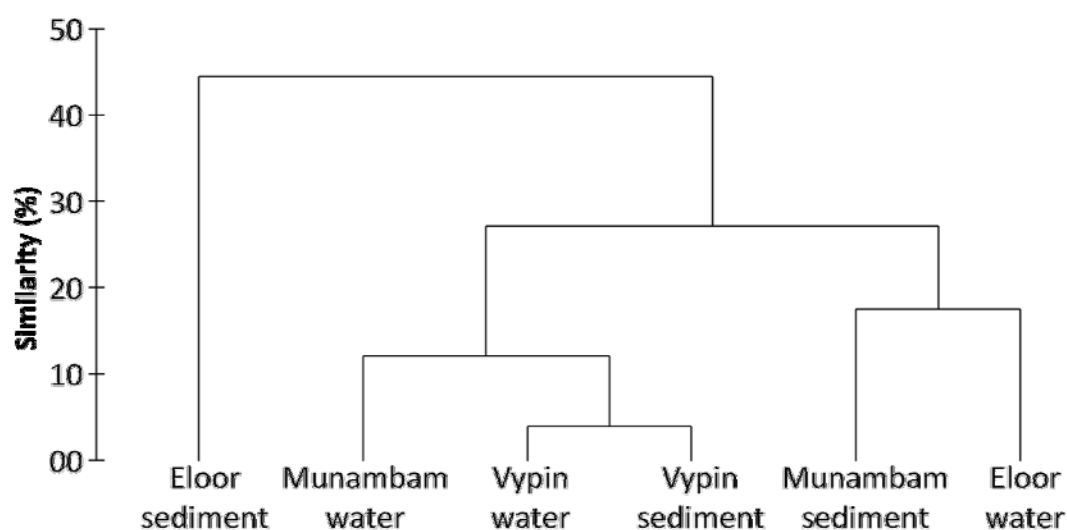 50
40
30
20
10
00
Similarity (%)
Eloor Munambam Vypin Vypin Munambam Eloor
sediment water water sediment sediment water